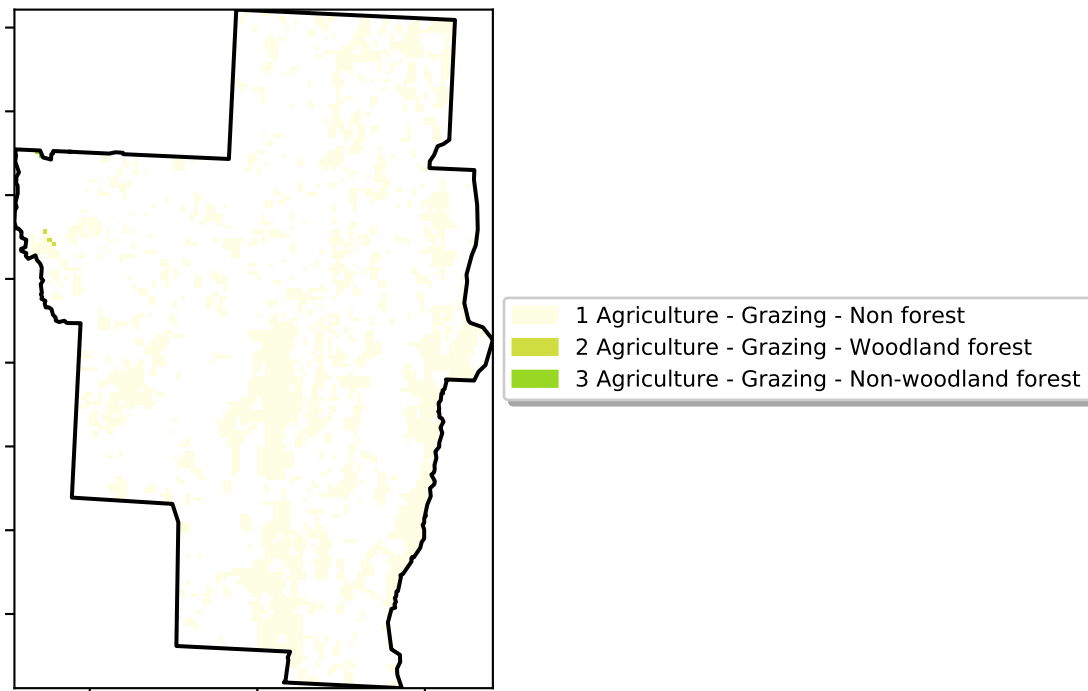 1 Agriculture - Grazing - Non forest
2 Agriculture - Grazing - Woodland forest
3 Agriculture - Grazing - Non-woodland forest